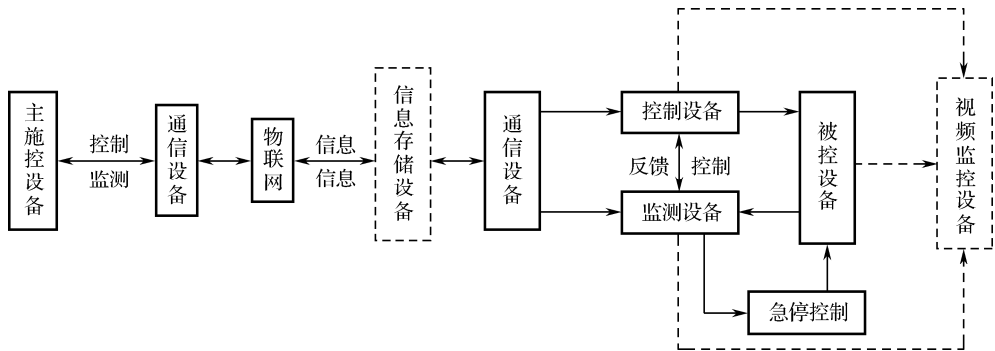 主施控设备
控制
监测
通信设备
物联网
信息
信息
信息存储设备
通信设备
控制设备
反馈
控制
监测设备
被控设备
急停控制
视频监控设备